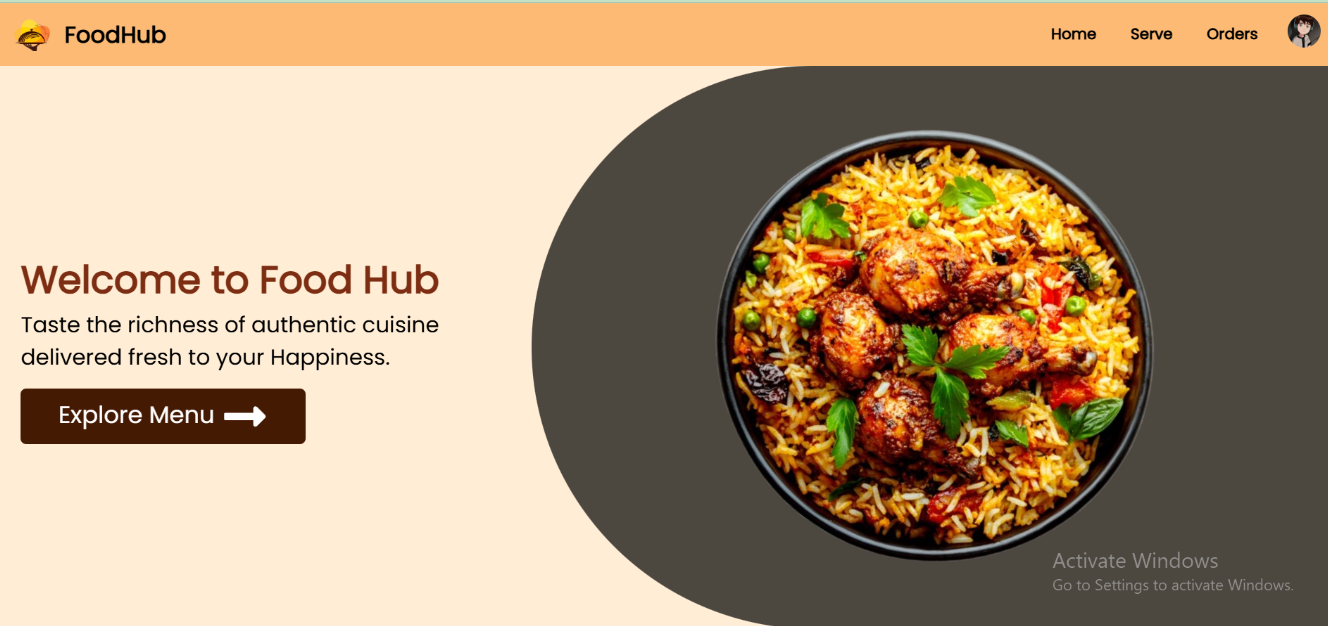 FoodHub
Home Serve Orders
Welcome to Food Hub
Taste the richness of authentic cuisine
delivered fresh to your Happiness.
Explore Menu
Activate Windows
Go to Settings to activate Windows.